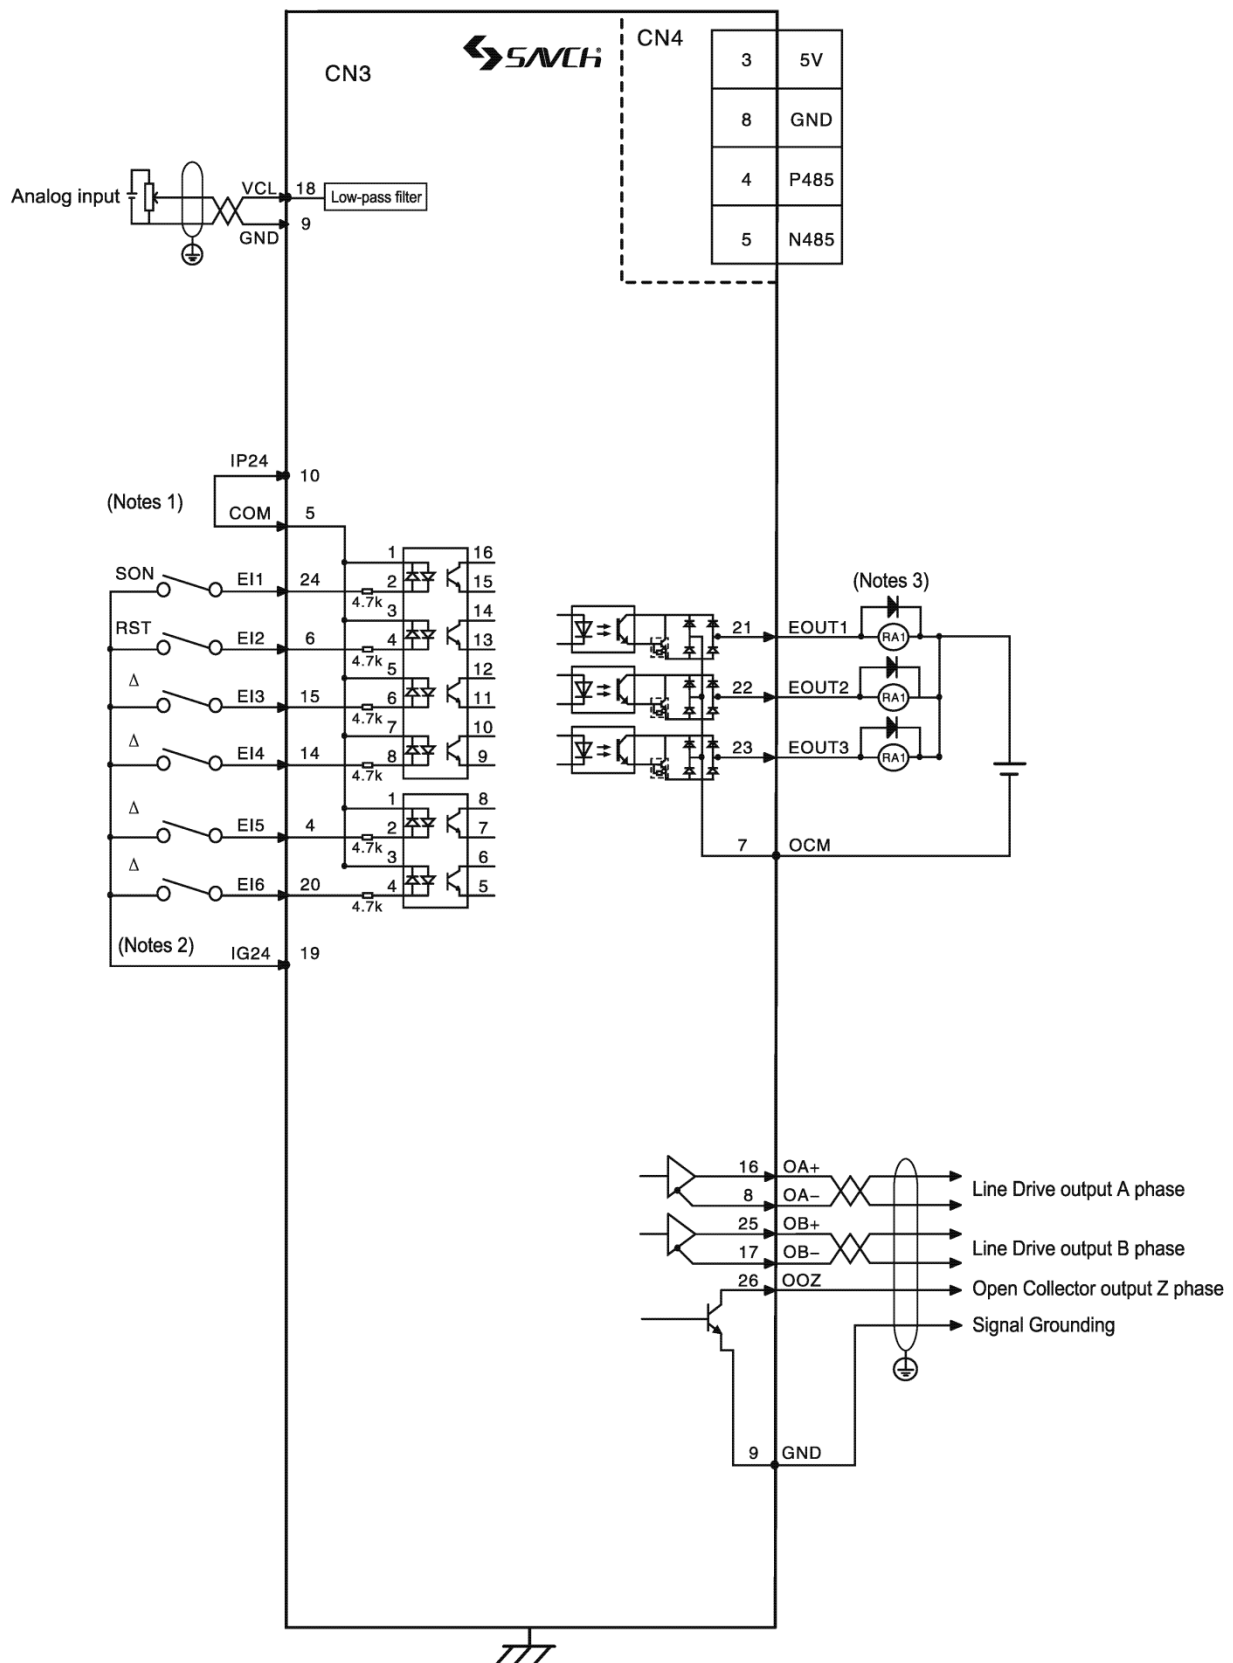 CN3
SAVCH
CN4
3 5V
8 GND
4 P485
5 N485
Analog input
VCL 18 Low-pass filter
GND 9
(Notes 1)
IP24 10
COM 5
SON EI1 24 4.7k 1 2 16 15
RST EI2 6 4.7k 3 4 14 13
Δ EI3 15 4.7k 5 6 12 11
Δ EI4 14 4.7k 7 8 10 9
Δ EI5 4 4.7k 1 2 8 7
Δ EI6 20 4.7k 3 4 6 5
(Notes 2)
IG24 19
(Notes 3)
21 EOUT1 RA1
22 EOUT2 RA1
23 EOUT3 RA1
7 OCM
16 OA+
8 OA−
Line Drive output A phase
25 OB+
17 OB−
Line Drive output B phase
26 OOZ Open Collector output Z phase
Signal Grounding
9 GND